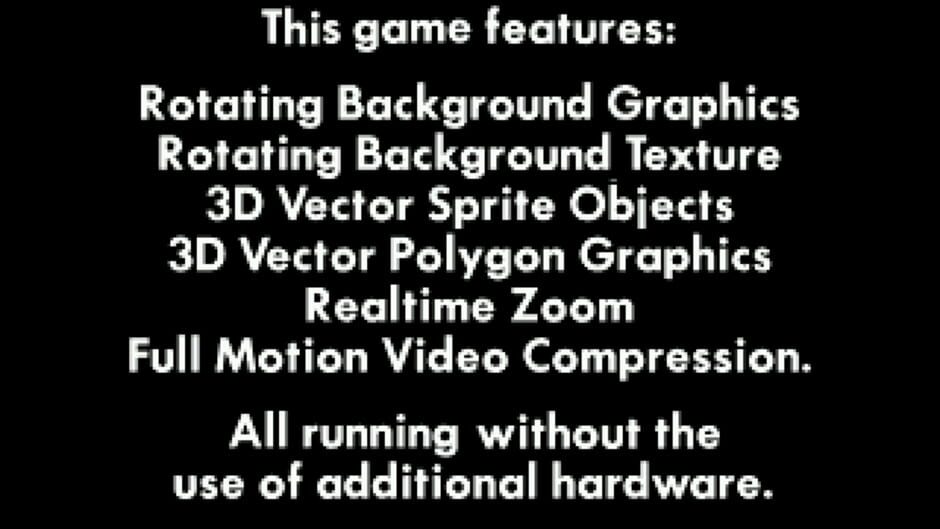 This game features:
Rotating Background Graphics
Rotating Background Texture
3D Vector Sprite Objects
3D Vector Polygon Graphics
Realtime Zoom
Full Motion Video Compression.
All running without the
use of additional hardware.